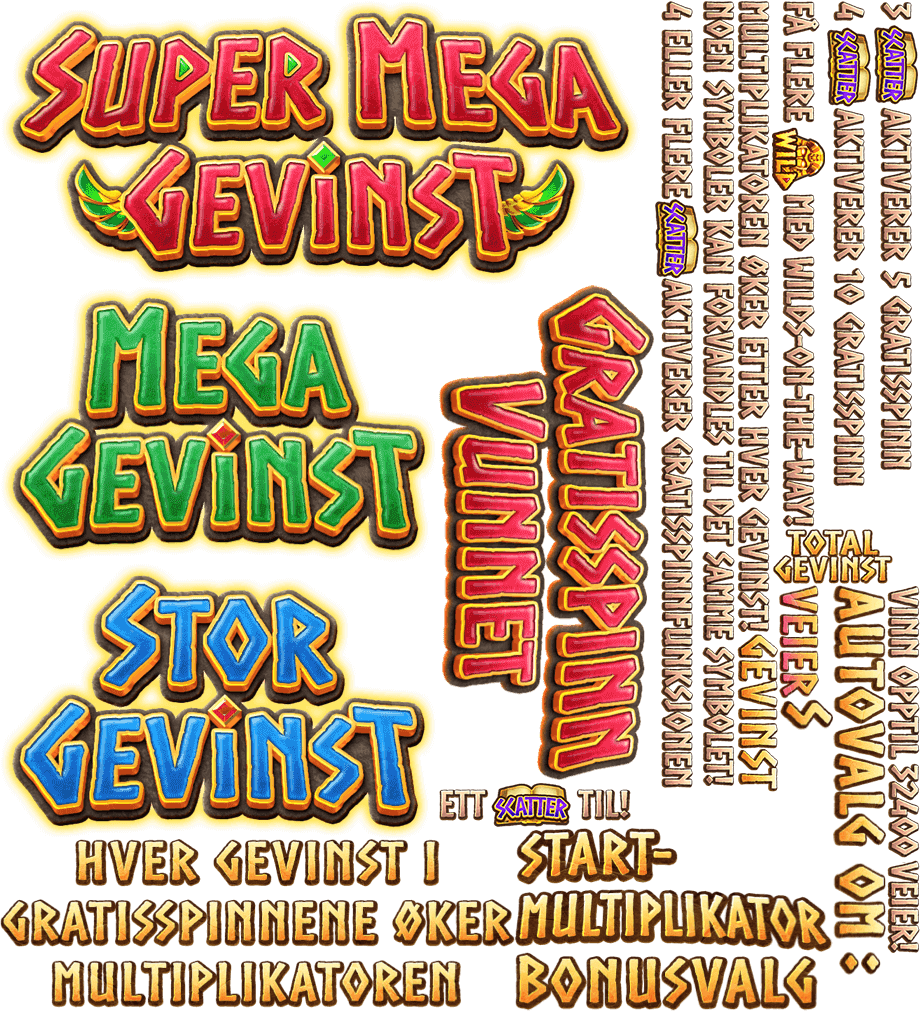 SUPER MEGA
GEVINST
MEGA
GEVINST
STOR
GEVINST
GRATISSPINN
VUNNET
3 SCATTER AKTIVERER 5 GRATISSPINN
4 SCATTER AKTIVERER 10 GRATISSPINN
FÅ FLERE WILD MED WILDS-ON-THE-WAY!
MULTIPLIKATOREN ØKER ETTER HVER GEVINST!
NOEN SYMBOLER KAN FORVANDLES TIL DET SAMME SYMBOLET!
4 ELLER FLERE SCATTER AKTIVERER GRATISSPINNFUNKSJONEN
TOTAL
GEVINST
VEIER S
GEVINST
VINN OPPTIL 32400 VEIER!
AUTOVALG OM:
ETT SCATTER TIL!
HVER GEVINST I
GRATISSPINNENE ØKER
MULTIPLIKATOREN
START-
MULTIPLIKATOR
BONUSVALG